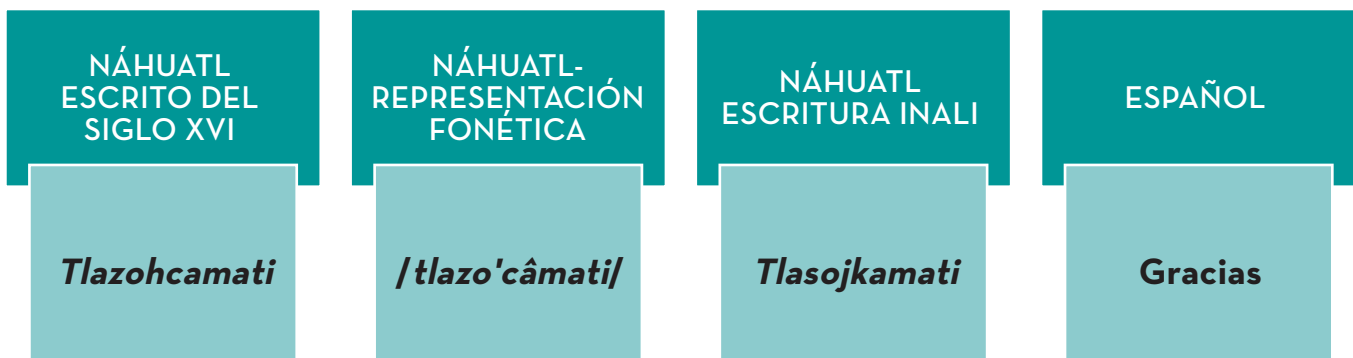 NÁHUATL
ESCRITO DEL
SIGLO XVI
Tlazohcamati
NÁHUATL-
REPRESENTACIÓN
FONÉTICA
/tlazo'câmati/
NÁHUATL
ESCRITURA INALI
Tlasojkamati
ESPAÑOL
Gracias